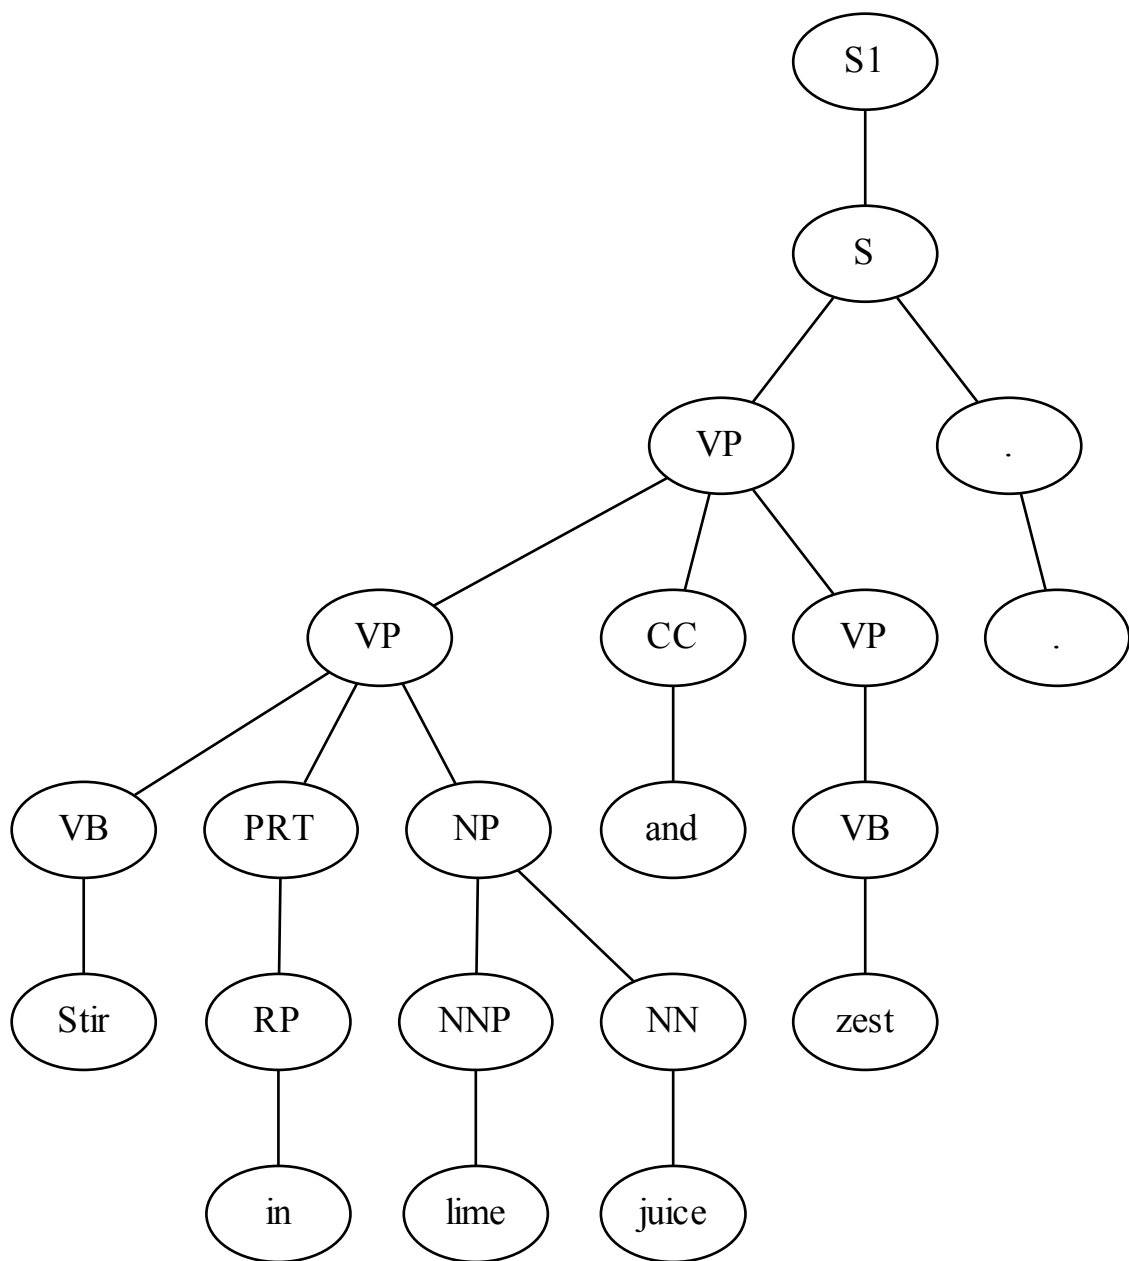 S1
S
VP .
VP CC VP .
VB PRT NP and VB
Stir RP NNP NN zest
in lime juice